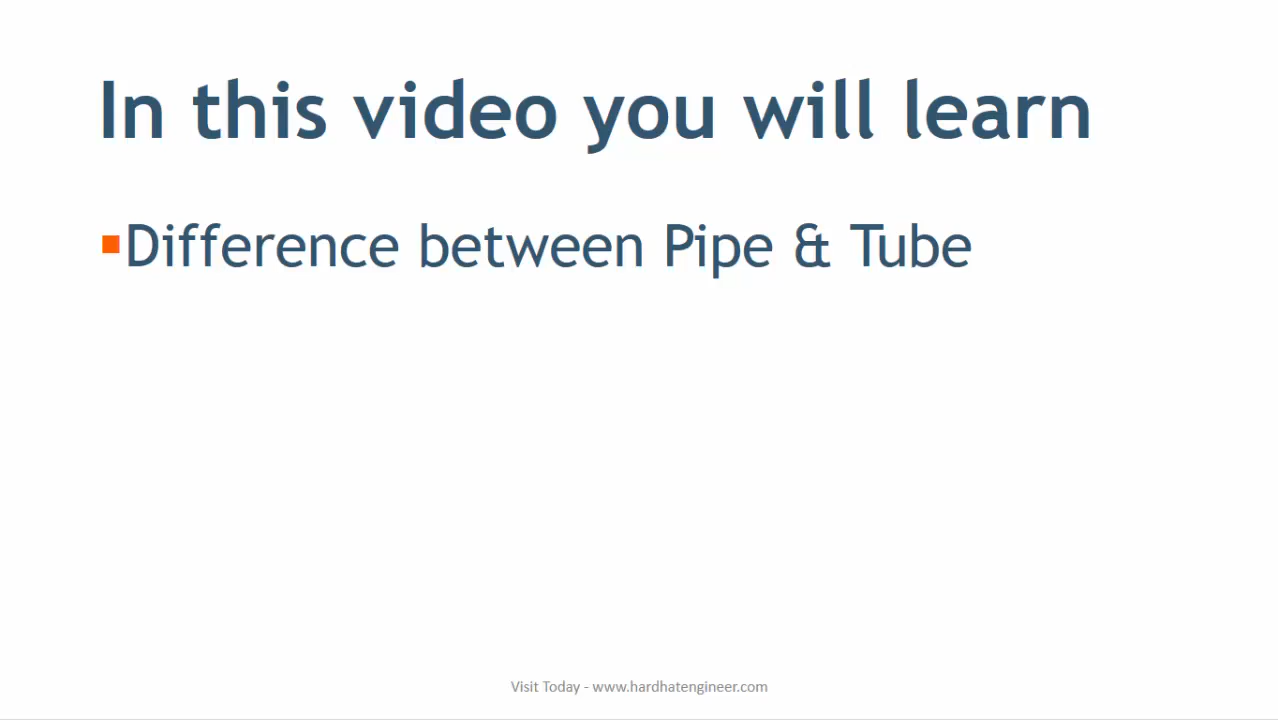 In this video you will learn
▪Difference between Pipe & Tube
Visit Today - www.hardhatengineer.com